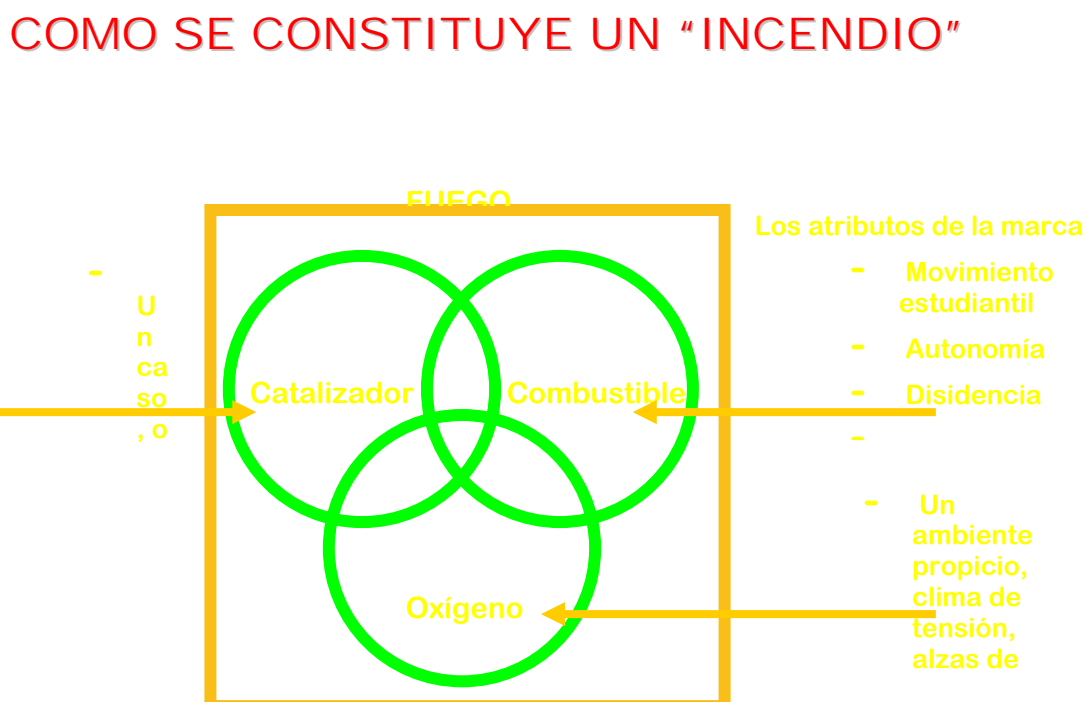 COMO SE CONSTITUYE UN “INCENDIO”
FUEGO
Los atributos de la marca
- Movimiento
estudiantil
- Autonomía
- Disidencia
-
-
U
n
ca
so
, o
Catalizador
Combustible
- Un
ambiente
propicio,
clima de
tensión,
alzas de
Oxígeno